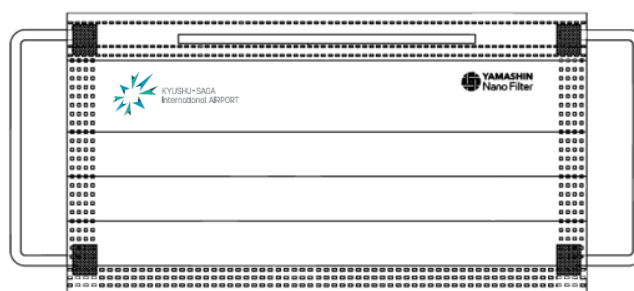 KYUSHU-SAGA
International AIRPORT
YAMASHIN
Nano Filter